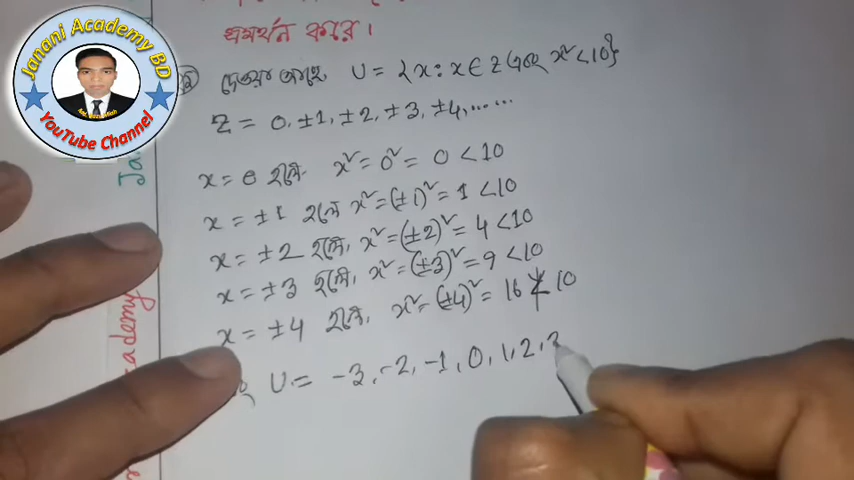 সমর্থন করে।
দেওয়া আছে U = {x : x ∈ Z এবং x² < 10}
Z = 0, ±1, ±2, ±3, ±4, ......
x = 0 হলে x² = 0² = 0 < 10
x = ±1 হলে x² = (±1)² = 1 < 10
x = ±2 হলে, x² = (±2)² = 4 < 10
x = ±3 হলে, x² = (±3)² = 9 < 10
x = ±4 হলে, x² = (±4)² = 16 ≮ 10
U = -3, -2, -1, 0, 1, 2, 3
Janani Academy BD
YouTube Channel